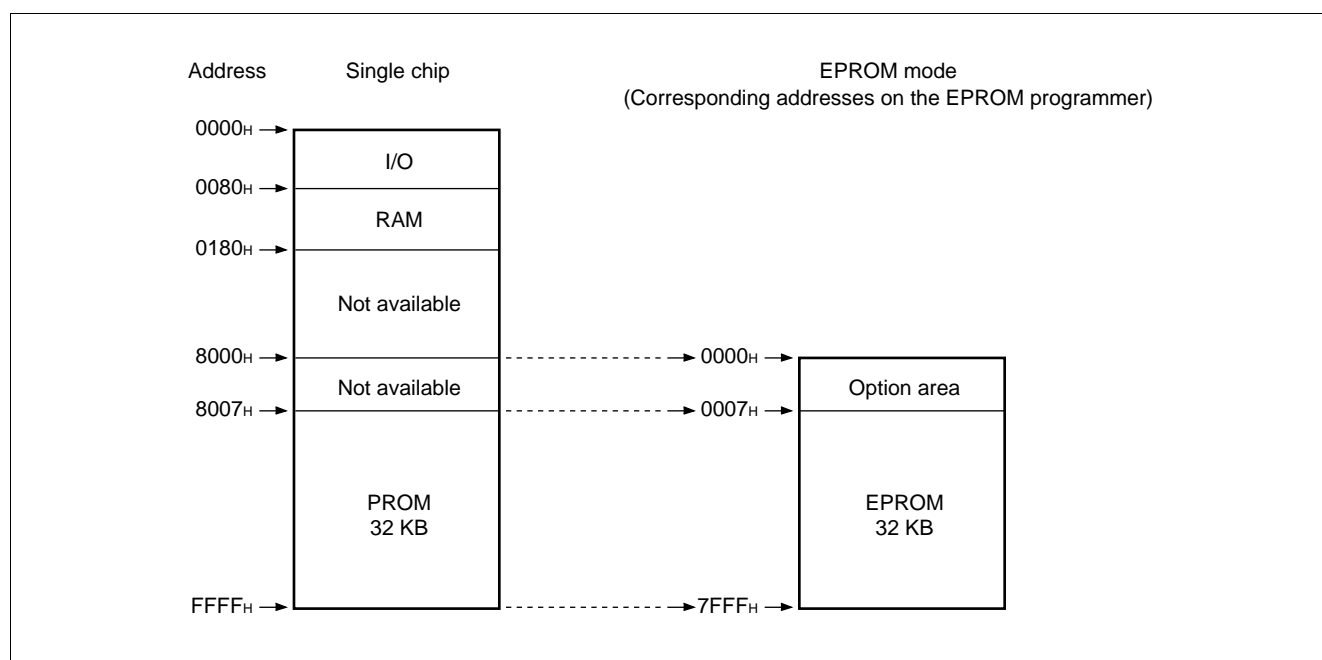 Address
Single chip
EPROM mode
(Corresponding addresses on the EPROM programmer)
0000H
I/O
0080H
RAM
0180H
Not available
8000H
0000H
Not available
Option area
8007H
0007H
PROM
32 KB
EPROM
32 KB
FFFFH
7FFFH